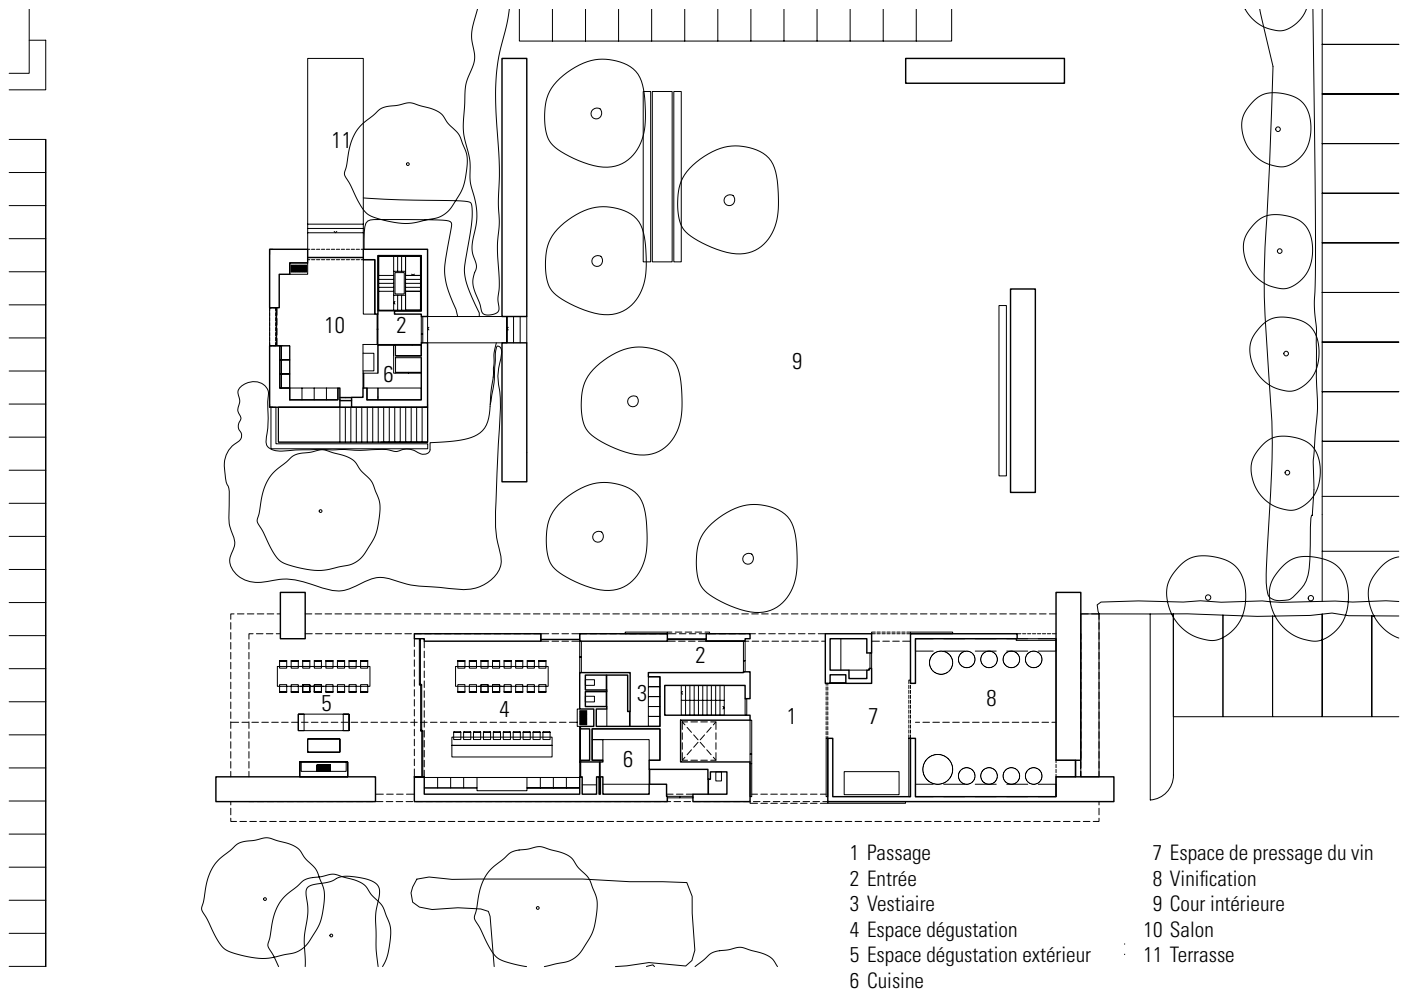 11
10
2
6
9
2
3
5
4
1
7
8
6
1 Passage
2 Entrée
3 Vestiaire
4 Espace dégustation
5 Espace dégustation extérieur
6 Cuisine
7 Espace de pressage du vin
8 Vinification
9 Cour intérieure
10 Salon
11 Terrasse